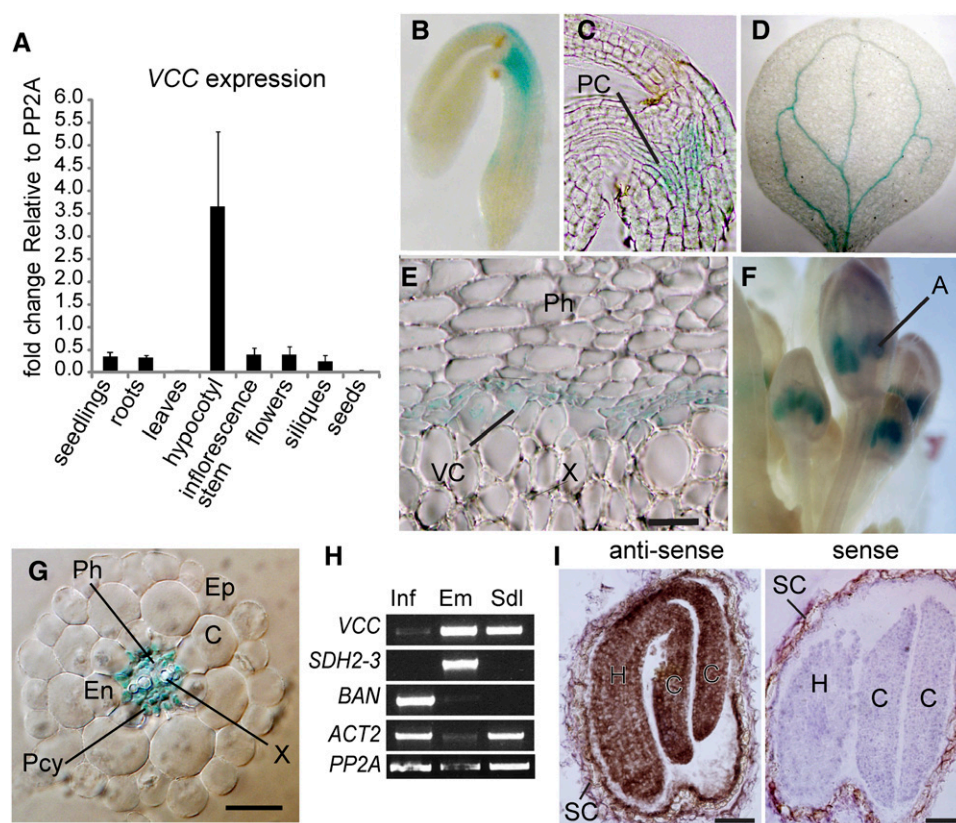 A
VCC expression
fold change Relative to PP2A
6.0
5.5
5.0
4.5
4.0
3.5
3.0
2.5
2.0
1.5
1.0
0.5
0.0
seedlings
roots
leaves
hypocotyl
inflorescence
stem
flowers
siliques
seeds
B
C
PC
D
E
Ph
VC
X
F
A
G
Ph
Ep
C
En
Pcy
X
H
Inf Em Sdl
VCC
SDH2-3
BAN
ACT2
PP2A
I
anti-sense
SC
H
C
C
SC
sense
SC
H
C
C